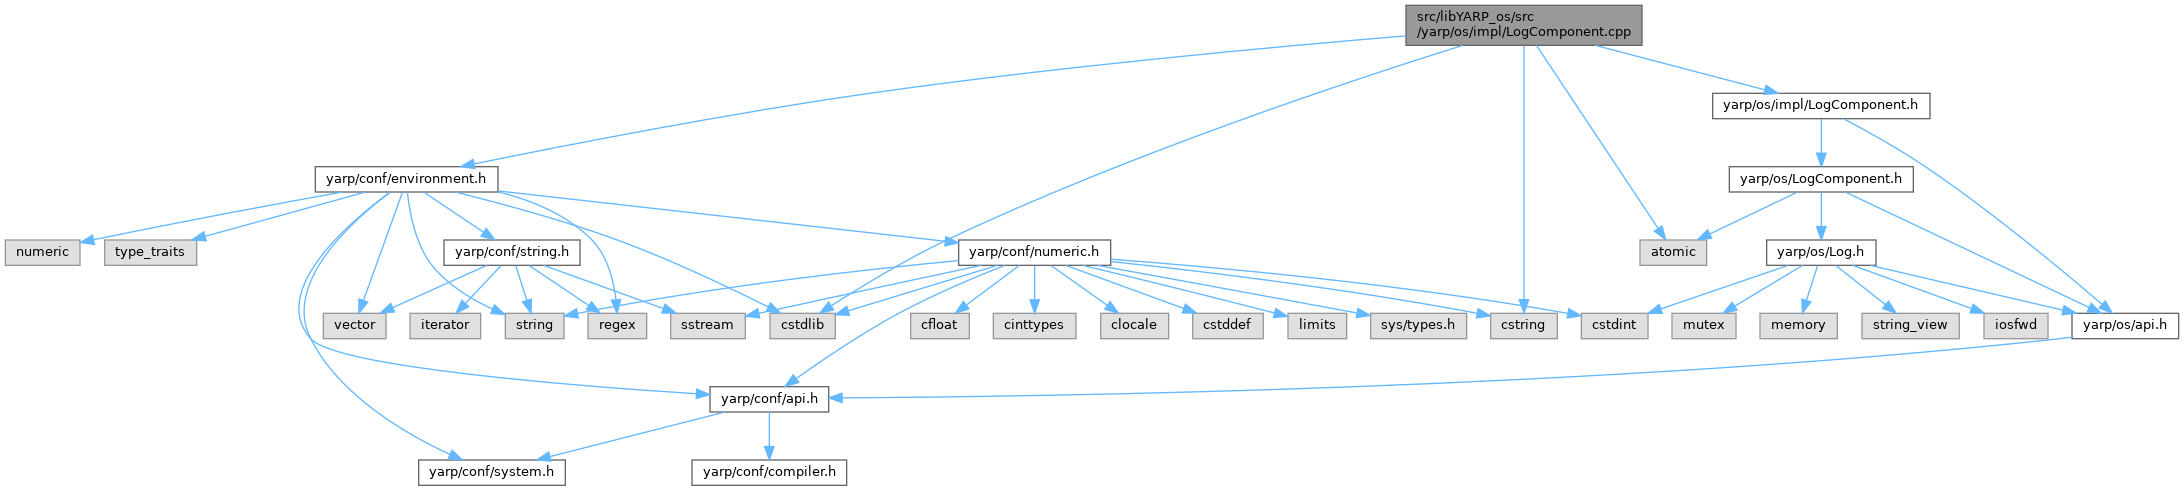 src/libYARP_os/src
/yarp/os/impl/LogComponent.cpp
yarp/os/impl/LogComponent.h
yarp/conf/environment.h
yarp/os/LogComponent.h
numeric
type_traits
yarp/conf/string.h
yarp/conf/numeric.h
atomic
yarp/os/Log.h
vector
iterator
string
regex
sstream
cstdlib
cfloat
cinttypes
clocale
cstddef
limits
sys/types.h
cstring
cstdint
mutex
memory
string_view
iosfwd
yarp/os/api.h
yarp/conf/api.h
yarp/conf/system.h
yarp/conf/compiler.h